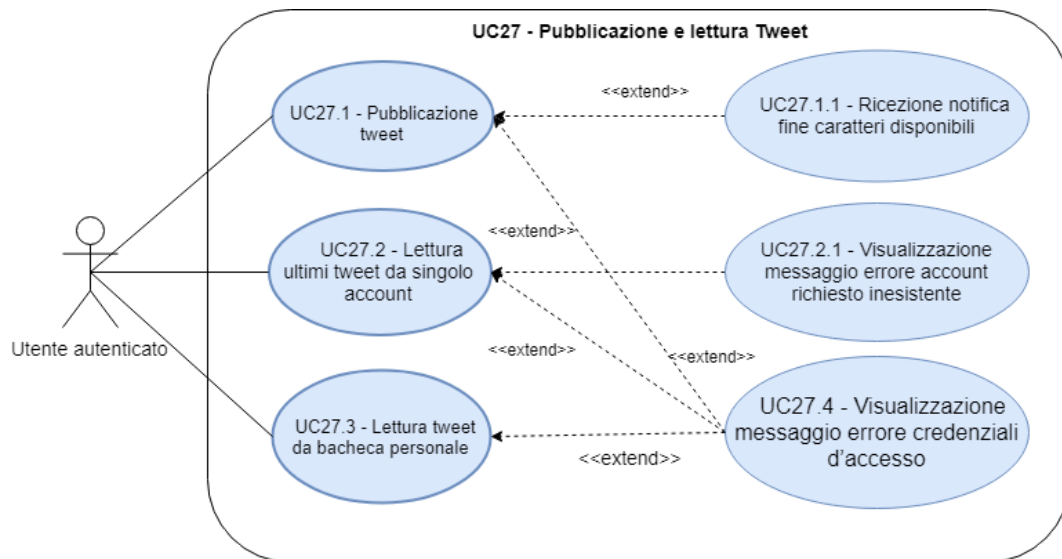 UC27 - Pubblicazione e lettura Tweet
UC27.1 - Pubblicazione
tweet
<<extend>>
UC27.1.1 - Ricezione notifica
fine caratteri disponibili
UC27.2 - Lettura
ultimi tweet da singolo
account
<<extend>>
UC27.2.1 - Visualizzazione
messaggio errore account
richiesto inesistente
Utente autenticato
<<extend>>
<<extend>>
UC27.3 - Lettura tweet
da bacheca personale
<<extend>>
UC27.4 - Visualizzazione
messaggio errore credenziali
d'accesso